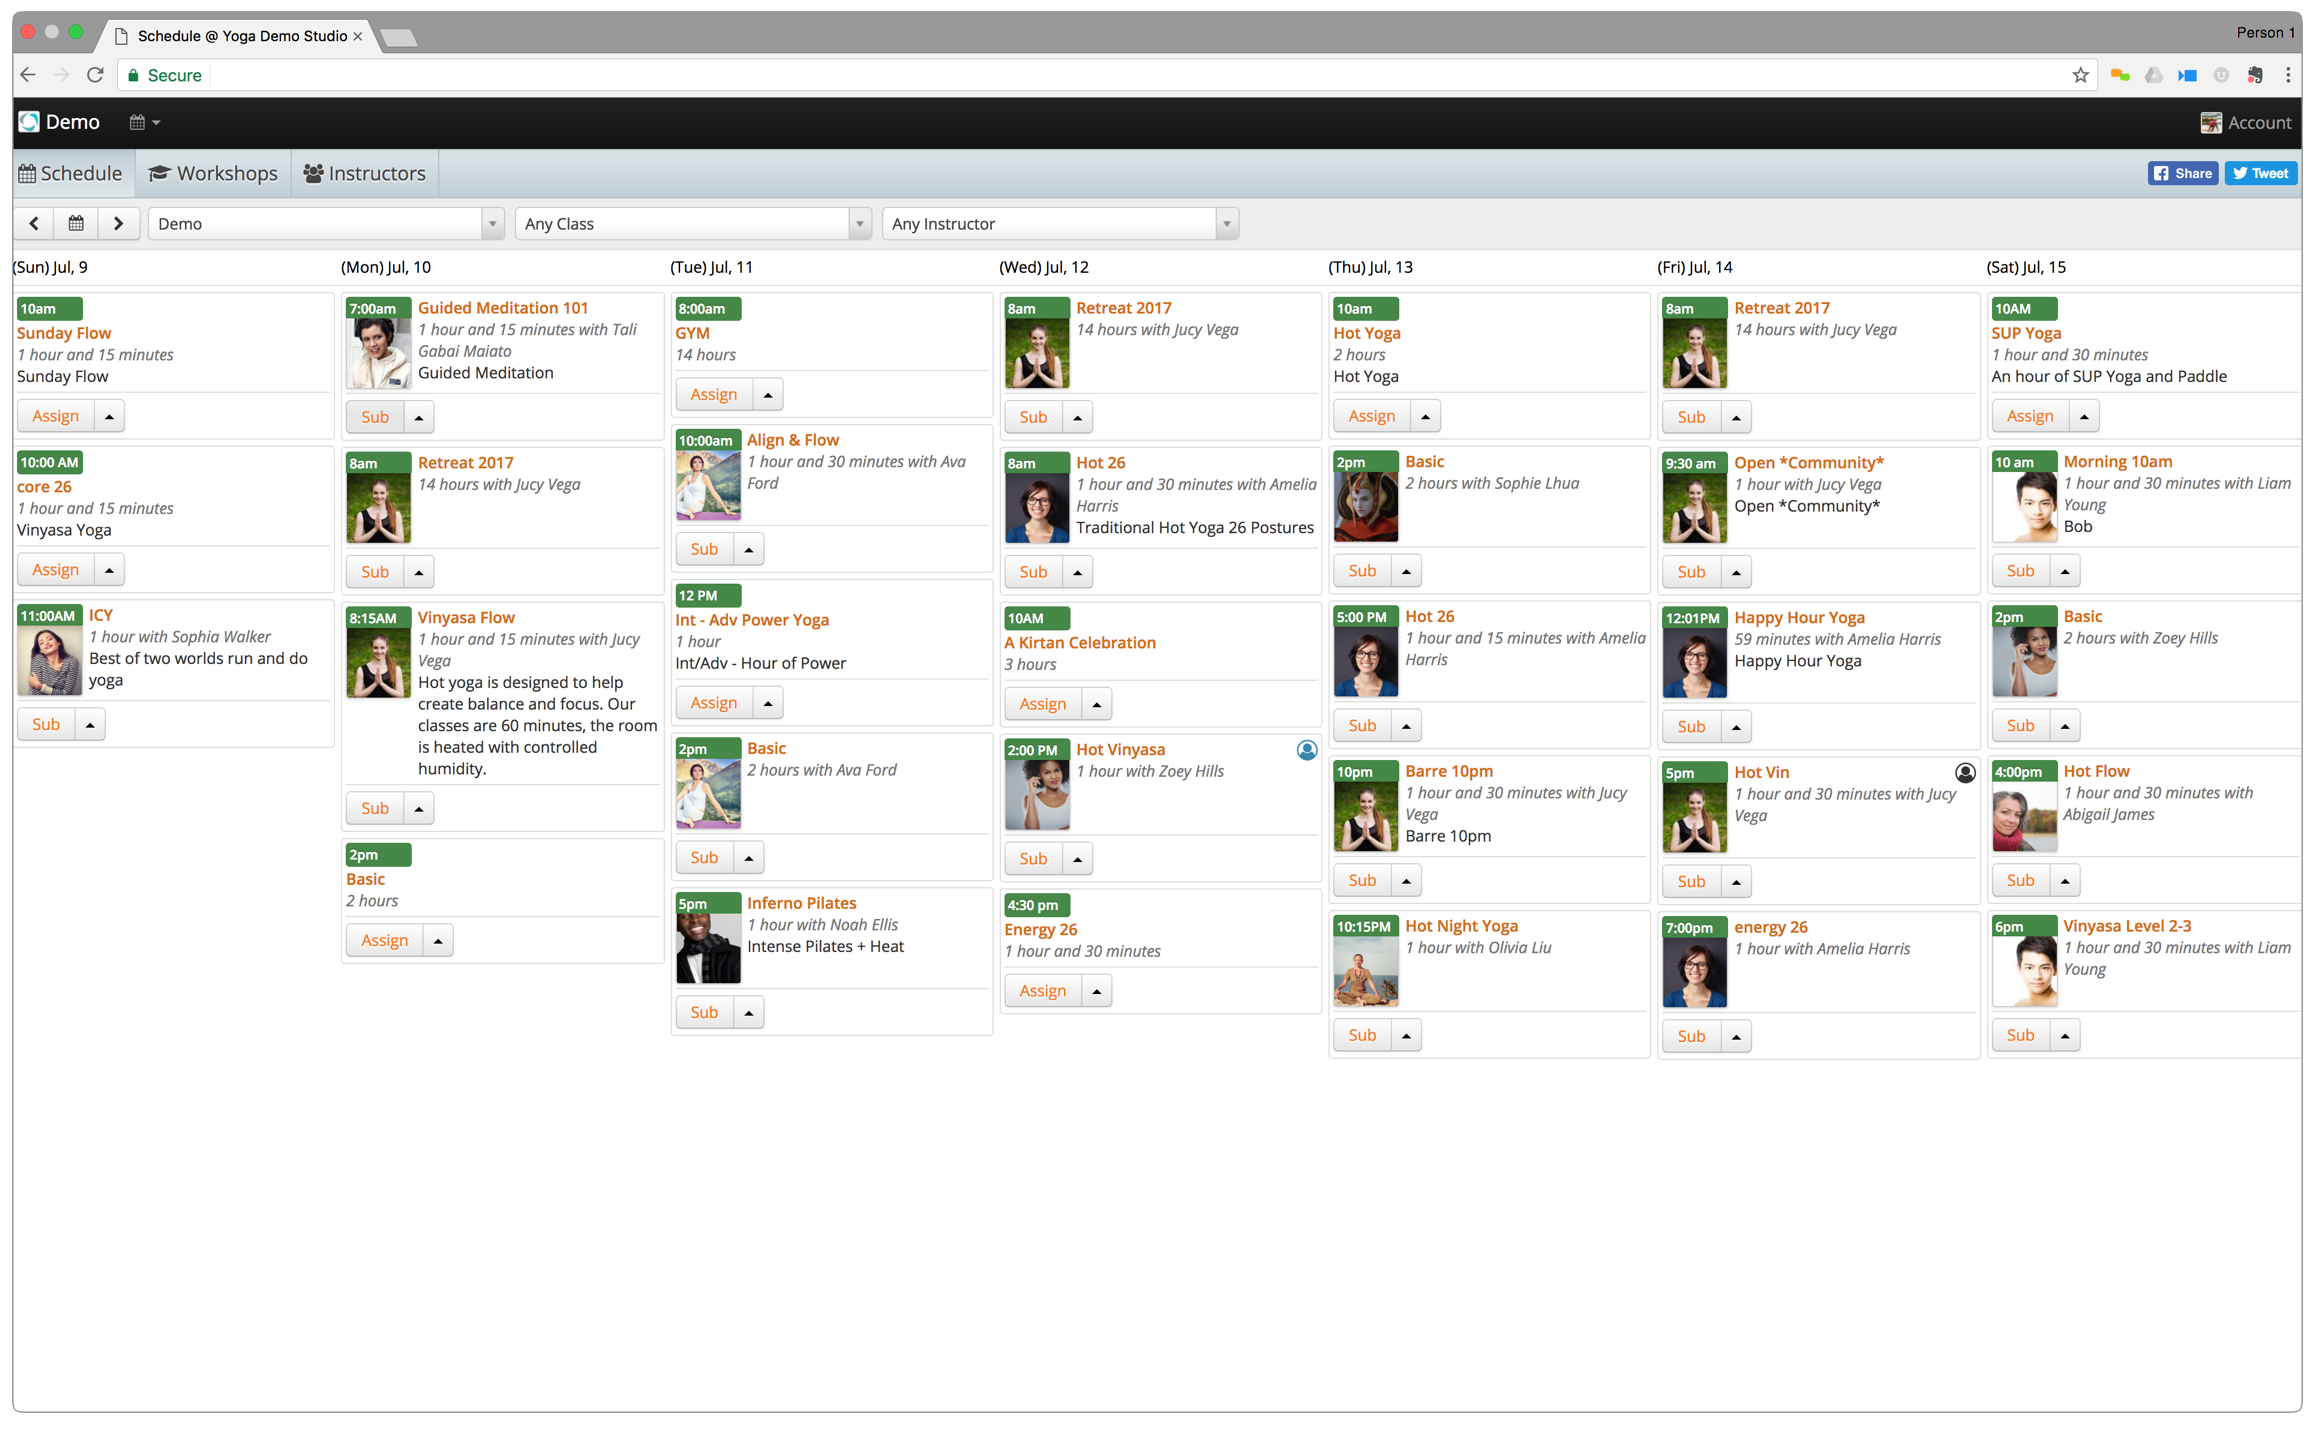 Schedule @ Yoga Demo Studio
Person 1
Secure
Demo
Account
Schedule
Workshops
Instructors
Share
Tweet
Demo
Any Class
Any Instructor
(Sun) Jul, 9
(Mon) Jul, 10
(Tue) Jul, 11
(Wed) Jul, 12
(Thu) Jul, 13
(Fri) Jul, 14
(Sat) Jul, 15
10am
Sunday Flow
1 hour and 15 minutes
Sunday Flow
Assign
10:00 AM
core 26
1 hour and 15 minutes
Vinyasa Yoga
Assign
11:00AM
ICY
1 hour with Sophia Walker
Best of two worlds run and do
yoga
Sub
7:00am
Guided Meditation 101
1 hour and 15 minutes with Tali
Gabai Maiato
Guided Meditation
Sub
8am
Retreat 2017
14 hours with Jucy Vega
Sub
8:15AM
Vinyasa Flow
1 hour and 15 minutes with Jucy
Vega
Hot yoga is designed to help
create balance and focus. Our
classes are 60 minutes, the room
is heated with controlled
humidity.
Sub
2pm
Basic
2 hours
Assign
8:00am
GYM
14 hours
Assign
10:00am
Align & Flow
1 hour and 30 minutes with Ava
Ford
Sub
12 PM
Int - Adv Power Yoga
1 hour
Int/Adv - Hour of Power
Assign
2pm
Basic
2 hours with Ava Ford
Sub
5pm
Inferno Pilates
1 hour with Noah Ellis
Intense Pilates + Heat
Sub
8am
Retreat 2017
14 hours with Jucy Vega
Sub
8am
Hot 26
1 hour and 30 minutes with Amelia
Harris
Traditional Hot Yoga 26 Postures
Sub
10AM
A Kirtan Celebration
3 hours
Assign
2:00 PM
Hot Vinyasa
1 hour with Zoey Hills
Sub
4:30 pm
Energy 26
1 hour and 30 minutes
Assign
10am
Hot Yoga
2 hours
Hot Yoga
Assign
2pm
Basic
2 hours with Sophie Lhua
Sub
5:00 PM
Hot 26
1 hour and 15 minutes with Amelia
Harris
Sub
10pm
Barre 10pm
1 hour and 30 minutes with Jucy
Vega
Barre 10pm
Sub
10:15PM
Hot Night Yoga
1 hour with Olivia Liu
Sub
8am
Retreat 2017
14 hours with Jucy Vega
Sub
9:30 am
Open *Community*
1 hour with Jucy Vega
Open *Community*
Sub
12:01PM
Happy Hour Yoga
59 minutes with Amelia Harris
Happy Hour Yoga
Sub
5pm
Hot Vin
1 hour and 30 minutes with Jucy
Vega
Sub
7:00pm
energy 26
1 hour with Amelia Harris
Sub
10AM
SUP Yoga
1 hour and 30 minutes
An hour of SUP Yoga and Paddle
Assign
10 am
Morning 10am
1 hour and 30 minutes with Liam
Young
Bob
Sub
2pm
Basic
2 hours with Zoey Hills
Sub
4:00pm
Hot Flow
1 hour and 30 minutes with
Abigail James
Sub
6pm
Vinyasa Level 2-3
1 hour and 30 minutes with Liam
Young
Sub